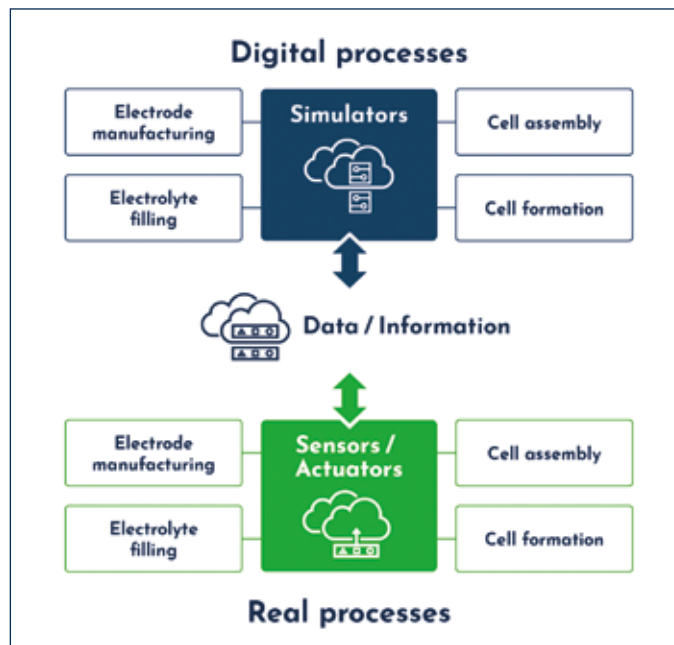 Digital processes
Electrode
manufacturing
Simulators
Cell assembly
Electrolyte
filling
Cell formation
Data / Information
Electrode
manufacturing
Sensors /
Actuators
Cell assembly
Electrolyte
filling
Cell formation
Real processes